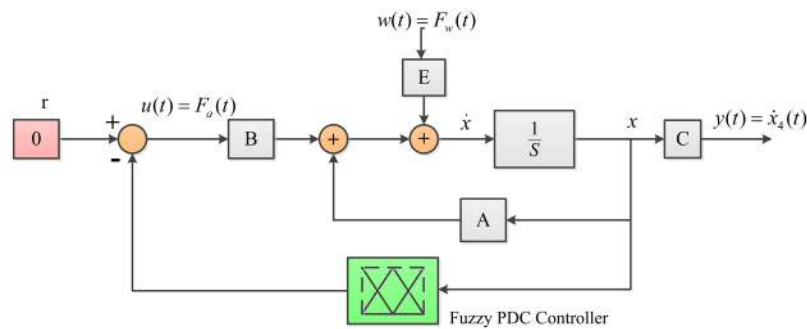 w(t) = F_w(t)
E
r
u(t) = F_a(t)
+
-
0
B
+
+
ẋ
1/S
x
C
y(t) = ẋ_4(t)
A
Fuzzy PDC Controller